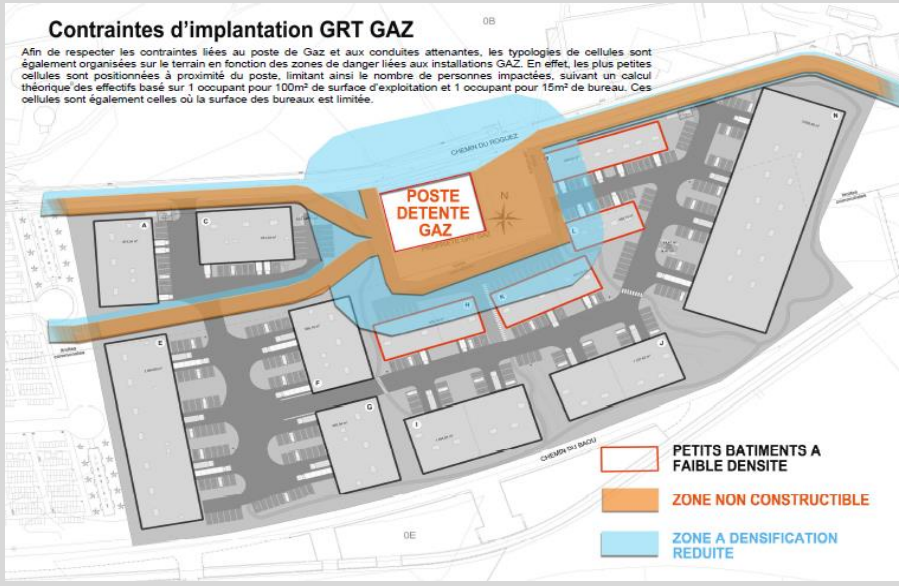 Contraintes d'implantation GRT GAZ
0B
Afin de respecter les contraintes liées au poste de Gaz et aux conduites attenantes, les typologies de cellules sont
également organisées sur le terrain en fonction des zones de danger liées aux installations GAZ. En effet, les plus petites
cellules sont positionnées à proximité du poste, limitant ainsi le nombre de personnes impactées, suivant un calcul
théorique des effectifs basé sur 1 occupant pour 100m² de surface d'exploitation et 1 occupant pour 15m² de bureau. Ces
cellules sont également celles où la surface des bureaux est limitée.
CHEMIN DU ROQUEZ
POSTE
DETENTE
GAZ
N
PROPRIETE GRT GAZ
A
C
E
F
G
H
I
J
K
L
N
CHEMIN DU BAOU
0E
PETITS BATIMENTS A
FAIBLE DENSITE
ZONE NON CONSTRUCTIBLE
ZONE A DENSIFICATION
REDUITE